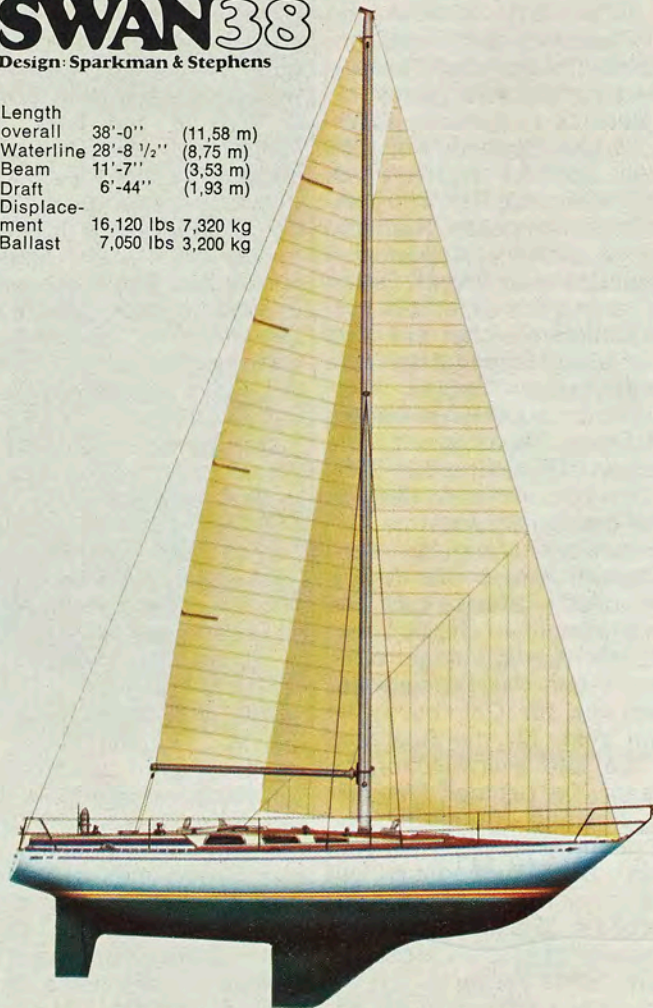 SWAN38
Design: Sparkman & Stephens
Length
overall 38'-0'' (11,58 m)
Waterline 28'-8 1/2'' (8,75 m)
Beam 11'-7'' (3,53 m)
Draft 6'-44'' (1,93 m)
Displace-
ment 16,120 lbs 7,320 kg
Ballast 7,050 lbs 3,200 kg